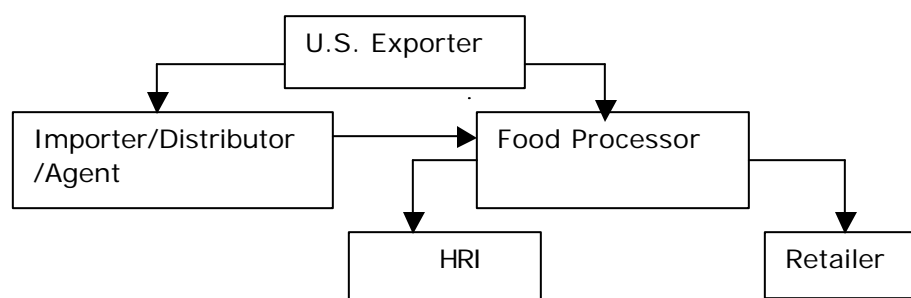 U.S. Exporter
Importer/Distributor
/Agent
Food Processor
HRI
Retailer